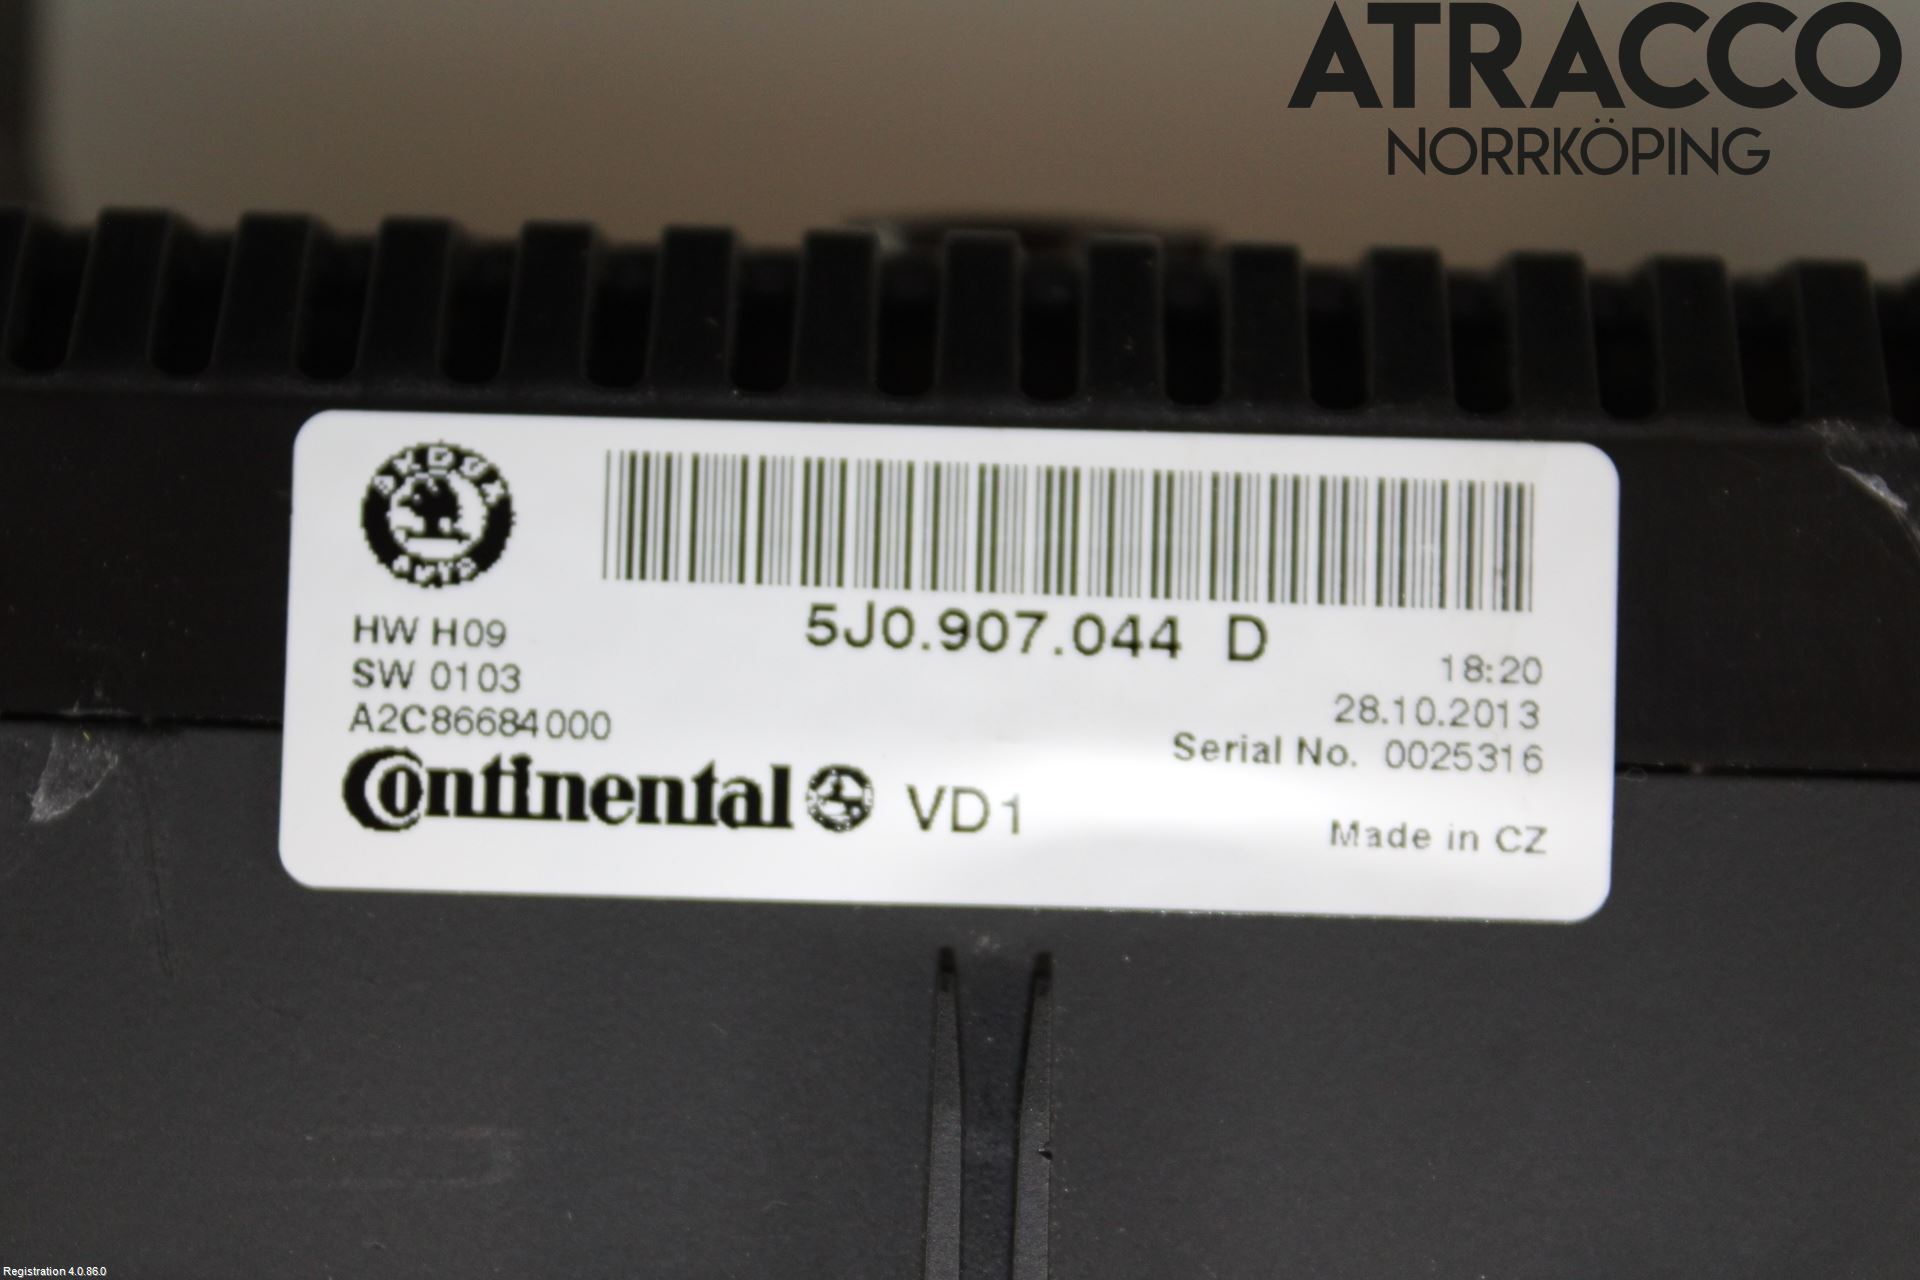 ATRACCO
NORRKÖPING
SKODA
AUTO
5J0.907.044 D
HW H09
SW 0103
A2C86684000
18:20
28.10.2013
Serial No. 0025316
Continental VD1
Made in CZ
Registration 4.0.86.0